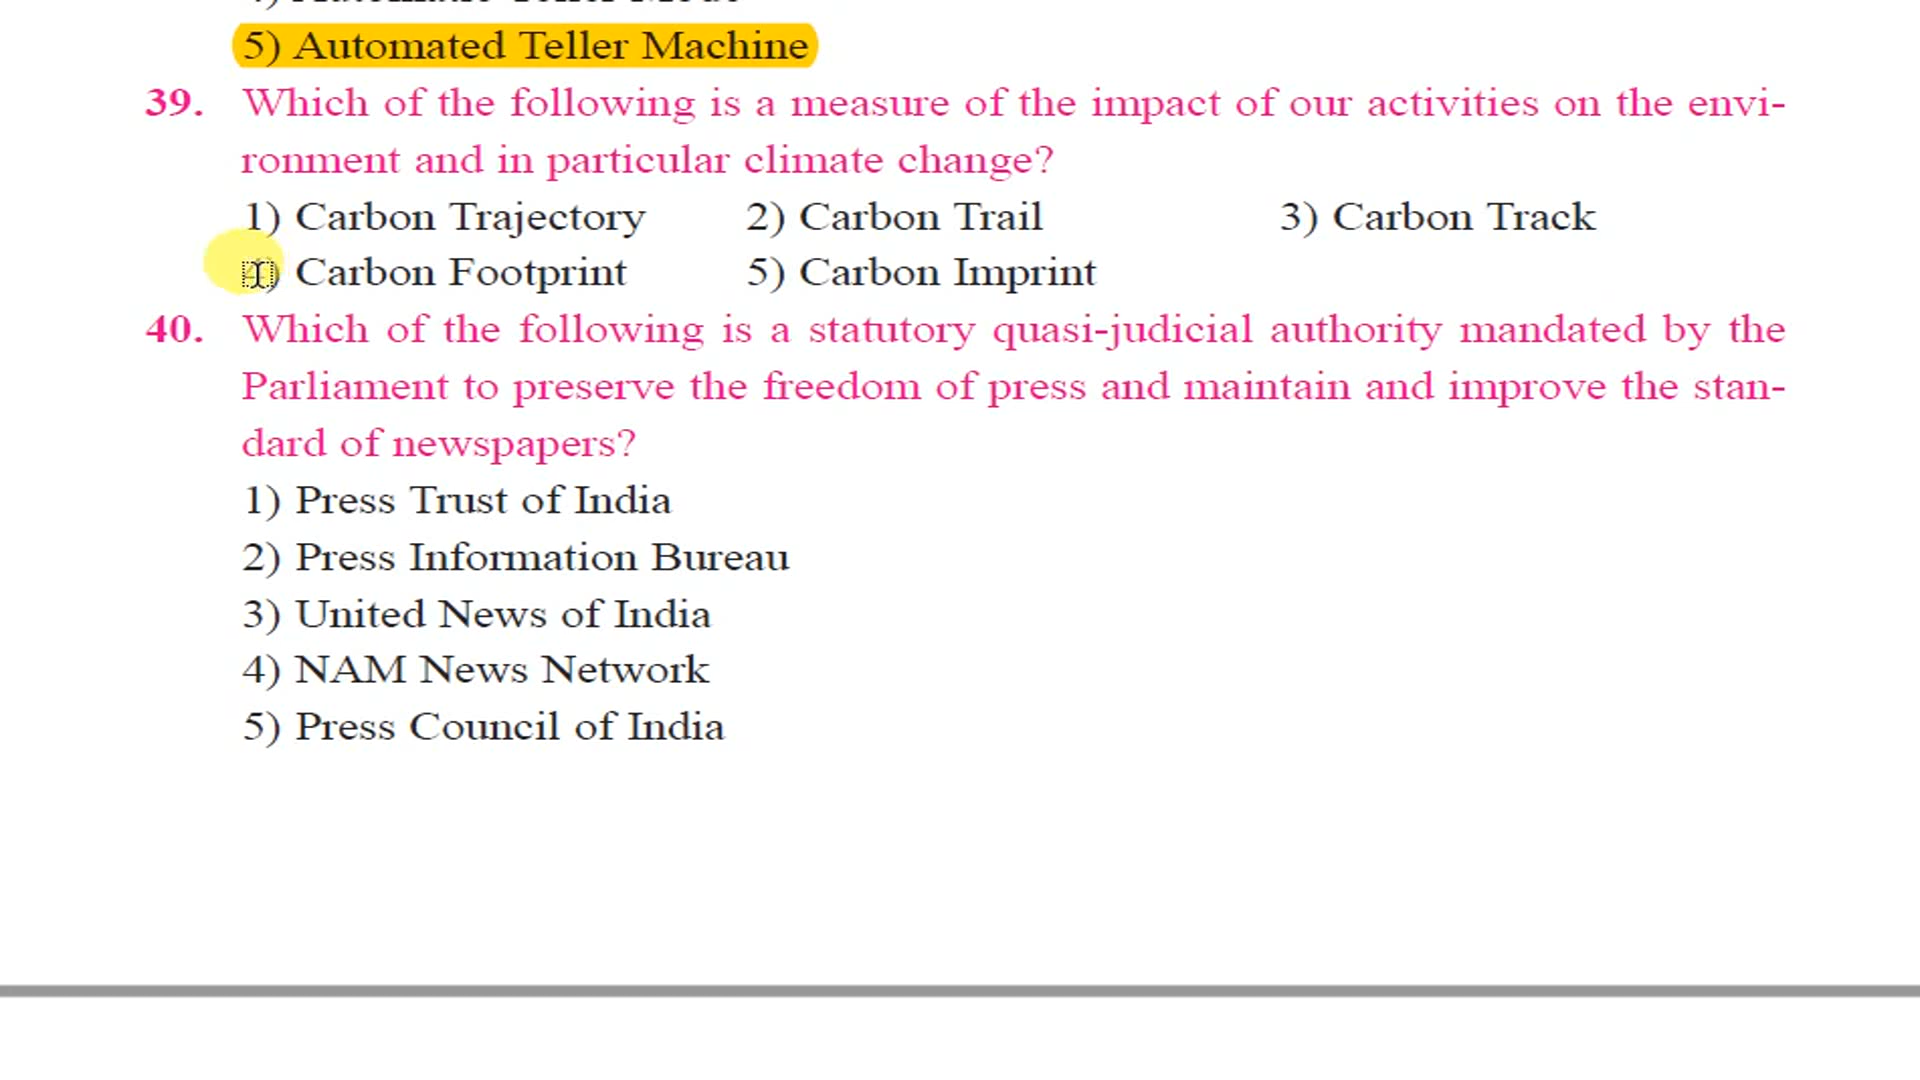 5) Automated Teller Machine
39. Which of the following is a measure of the impact of our activities on the envi-
ronment and in particular climate change?
1) Carbon Trajectory 2) Carbon Trail 3) Carbon Track
4) Carbon Footprint 5) Carbon Imprint
40. Which of the following is a statutory quasi-judicial authority mandated by the
Parliament to preserve the freedom of press and maintain and improve the stan-
dard of newspapers?
1) Press Trust of India
2) Press Information Bureau
3) United News of India
4) NAM News Network
5) Press Council of India